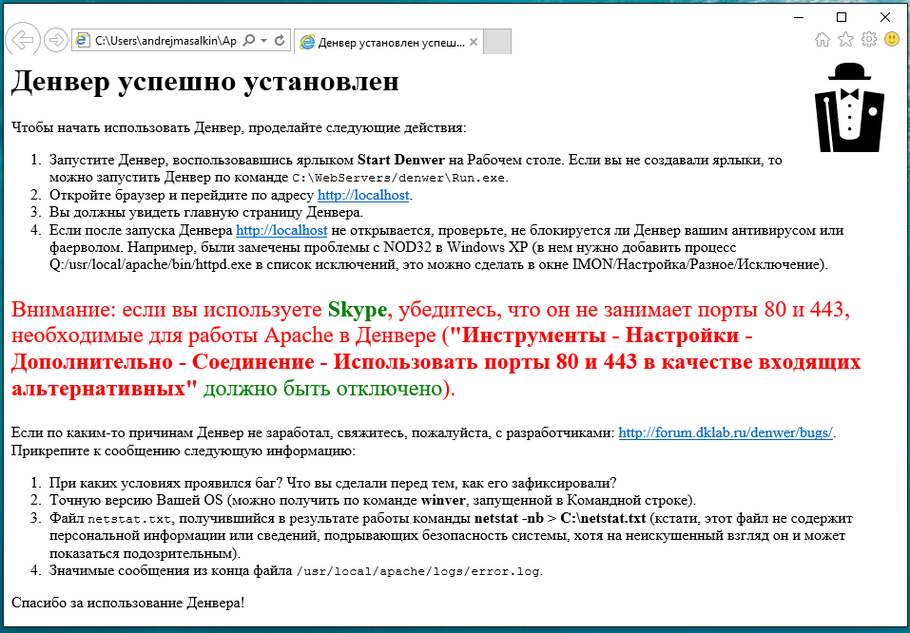 C:\Users\andrejmasalkin\Ap
Денвер установлен успеш...
Денвер успешно установлен
Чтобы начать использовать Денвер, проделайте следующие действия:
1. Запустите Денвер, воспользовавшись ярлыком Start Denwer на Рабочем столе. Если вы не создавали ярлыки, то
можно запустить Денвер по команде C:\WebServers/denwer\Run.exe.
2. Откройте браузер и перейдите по адресу http://localhost.
3. Вы должны увидеть главную страницу Денвера.
4. Если после запуска Денвера http://localhost не открывается, проверьте, не блокируется ли Денвер вашим антивирусом или
фаерволом. Например, были замечены проблемы с NOD32 в Windows XP (в нем нужно добавить процесс
Q:/usr/local/apache/bin/httpd.exe в список исключений, это можно сделать в окне IMON/Настройка/Разное/Исключение).
Внимание: если вы используете Skype, убедитесь, что он не занимает порты 80 и 443,
необходимые для работы Apache в Денвере ("Инструменты - Настройки -
Дополнительно - Соединение - Использовать порты 80 и 443 в качестве входящих
альтернативных" должно быть отключено).
Если по каким-то причинам Денвер не заработал, свяжитесь, пожалуйста, с разработчиками: http://forum.dklab.ru/denwer/bugs/.
Прикрепите к сообщению следующую информацию:
1. При каких условиях проявился баг? Что вы сделали перед тем, как его зафиксировали?
2. Точную версию Вашей OS (можно получить по команде winver, запущенной в Командной строке).
3. Файл netstat.txt, получившийся в результате работы команды netstat -nb > C:\netstat.txt (кстати, этот файл не содержит
персональной информации или сведений, подрывающих безопасность системы, хотя на неискушенный взгляд он и может
показаться подозрительным).
4. Значимые сообщения из конца файла /usr/local/apache/logs/error.log.
Спасибо за использование Денвера!